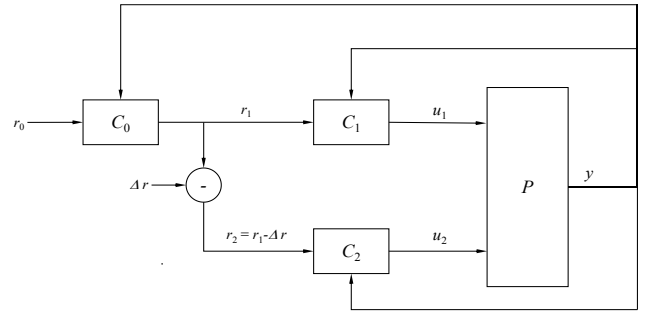 r₀
C₀
r₁
C₁
u₁
Δr
-
P
y
r₂ = r₁-Δr
C₂
u₂